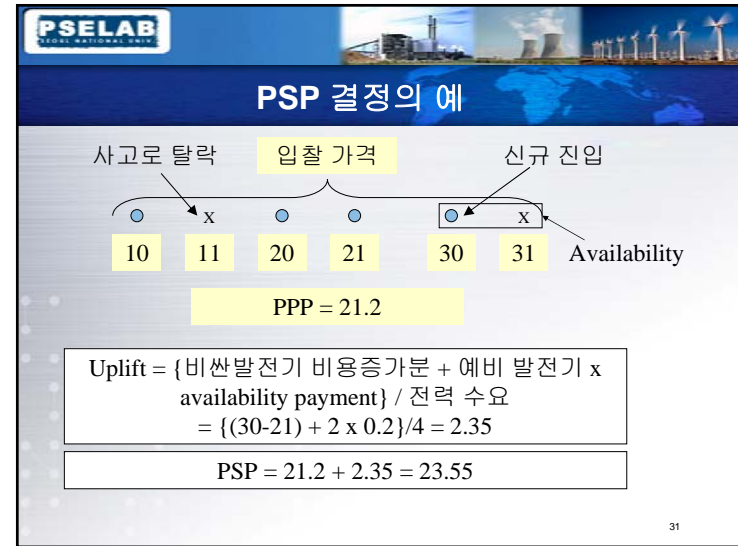 PSELAB
SEOUL NATIONAL UNIV.
PSP 결정의 예
사고로 탈락 입찰 가격 신규 진입
x x
10 11 20 21 30 31 Availability
PPP = 21.2
Uplift = {비싼발전기 비용증가분 + 예비 발전기 x
availability payment} / 전력 수요
= {(30-21) + 2 x 0.2}/4 = 2.35
PSP = 21.2 + 2.35 = 23.55
31